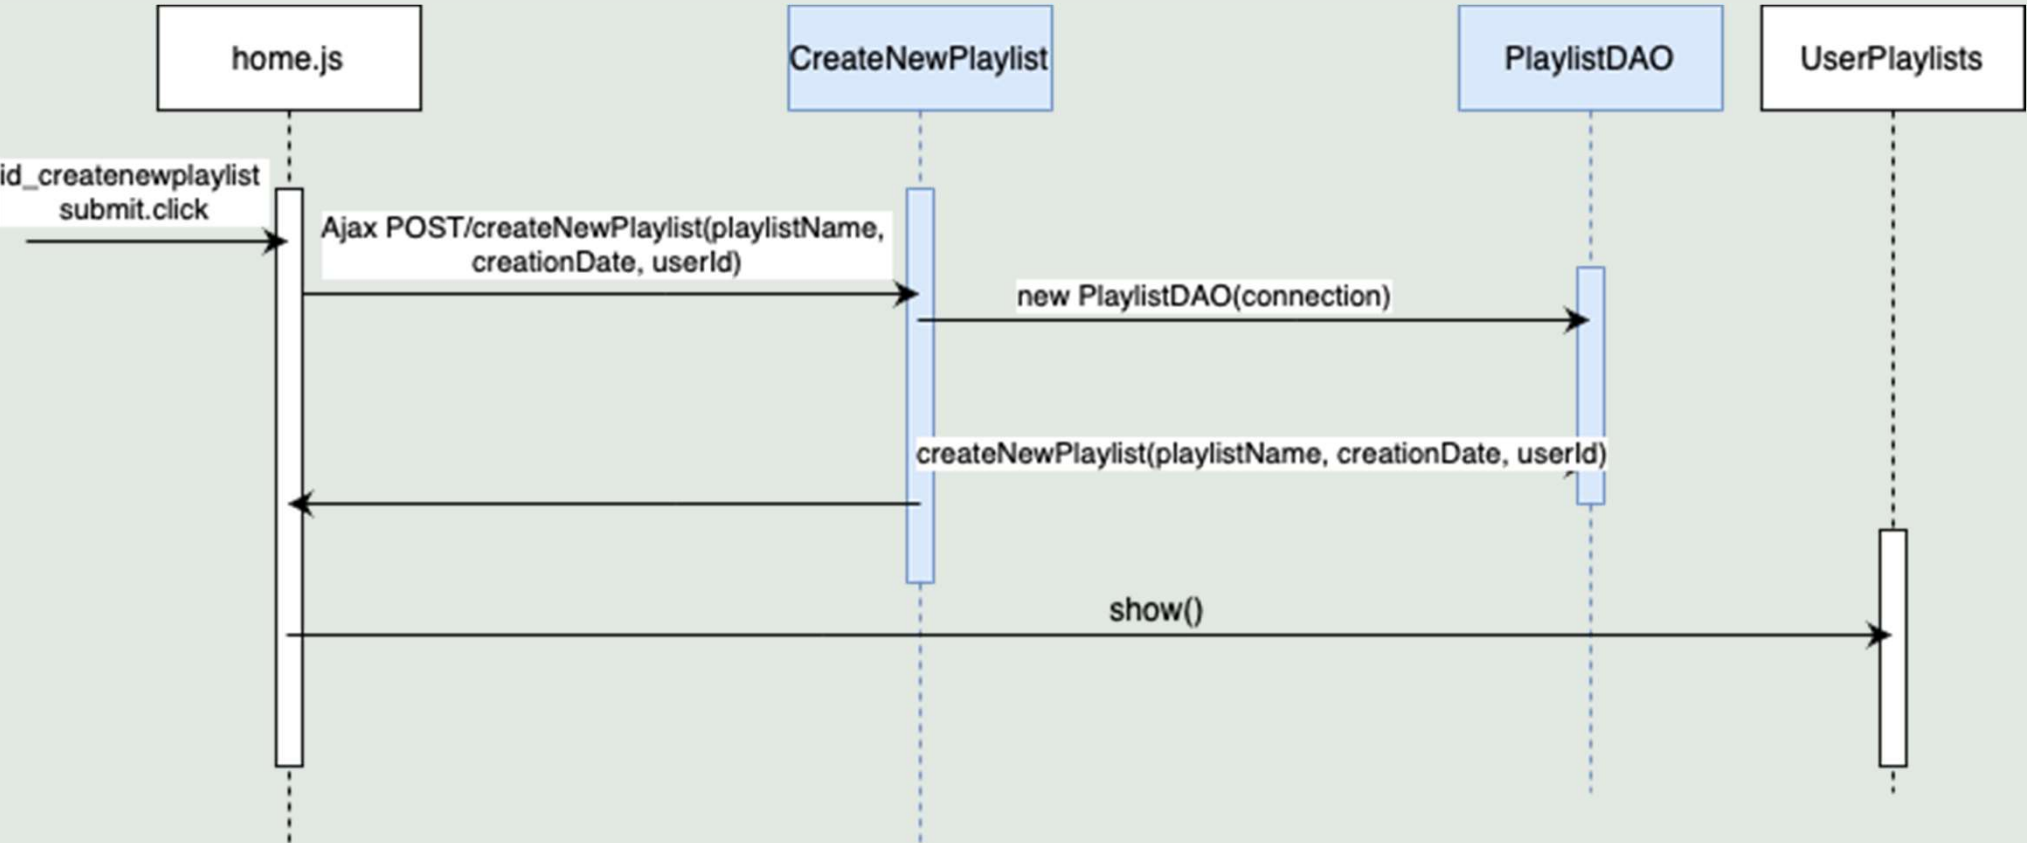 home.js
CreateNewPlaylist
PlaylistDAO
UserPlaylists
id_createnewplaylist
submit.click
Ajax POST/createNewPlaylist(playlistName,
creationDate, userId)
new PlaylistDAO(connection)
createNewPlaylist(playlistName, creationDate, userId)
show()